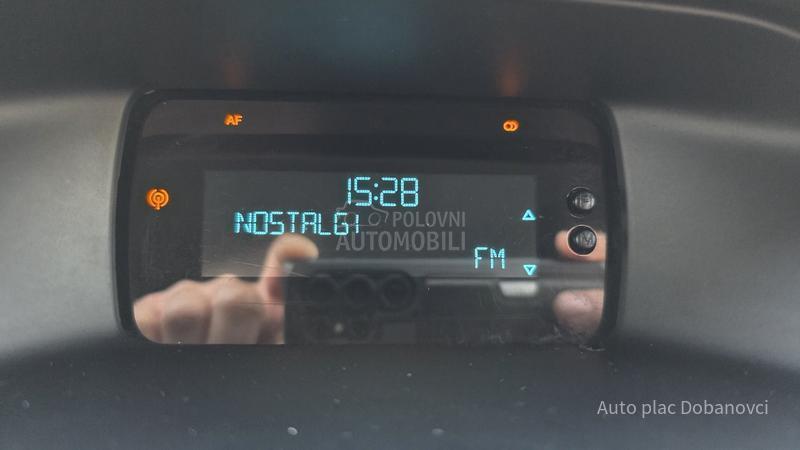 AF
15:28
NOSTALGI
POLOVNI
AUTOMOBILI
FM
H
M
Auto plac Dobanovci